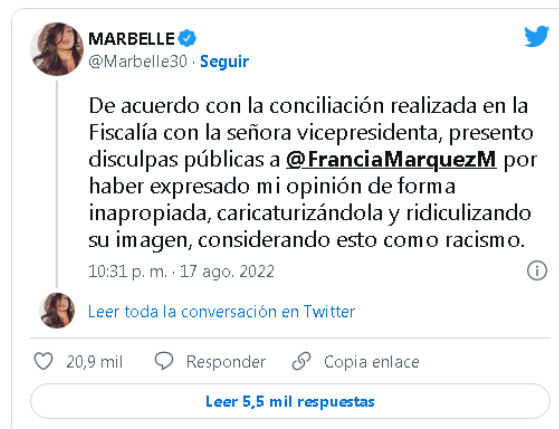 MARBELLE
@Marbelle30 · Seguir
De acuerdo con la conciliación realizada en la
Fiscalía con la señora vicepresidenta, presento
disculpas públicas a @FranciaMarquezM por
haber expresado mi opinión de forma
inapropiada, caricaturizándola y ridiculizando
su imagen, considerando esto como racismo.
10:31 p. m. · 17 ago. 2022
Leer toda la conversación en Twitter
20,9 mil Responder Copia enlace
Leer 5,5 mil respuestas